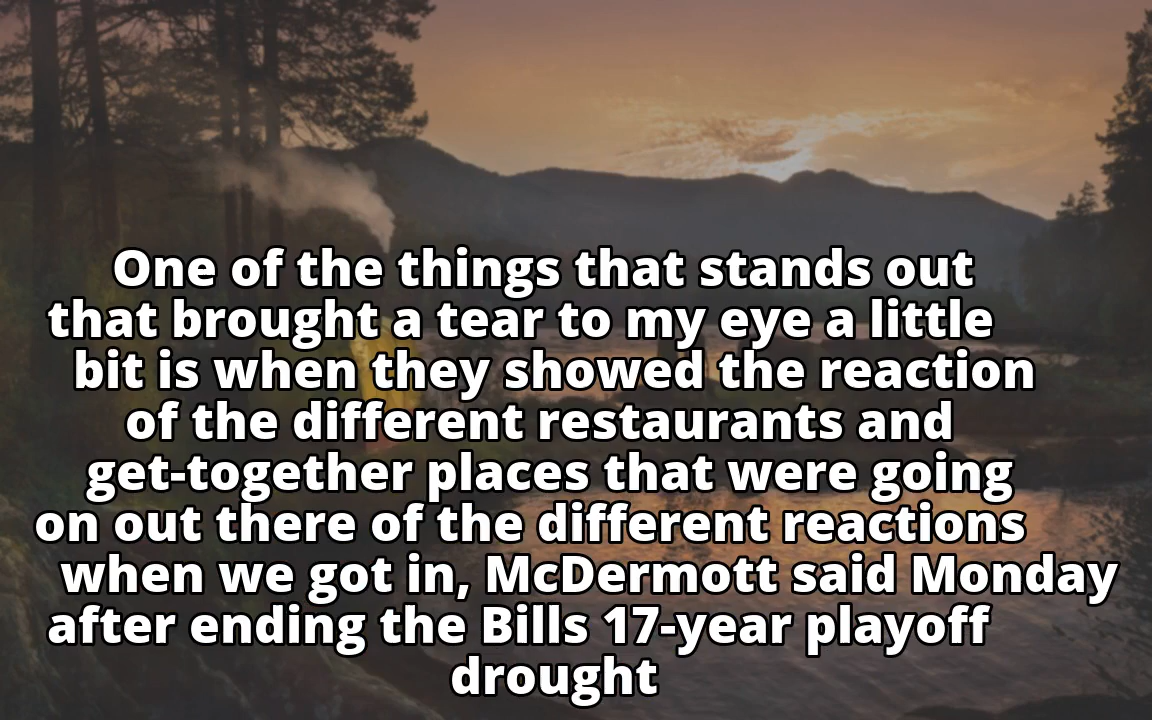 One of the things that stands out
that brought a tear to my eye a little
bit is when they showed the reaction
of the different restaurants and
get-together places that were going
on out there of the different reactions
when we got in, McDermott said Monday
after ending the Bills 17-year playoff
drought